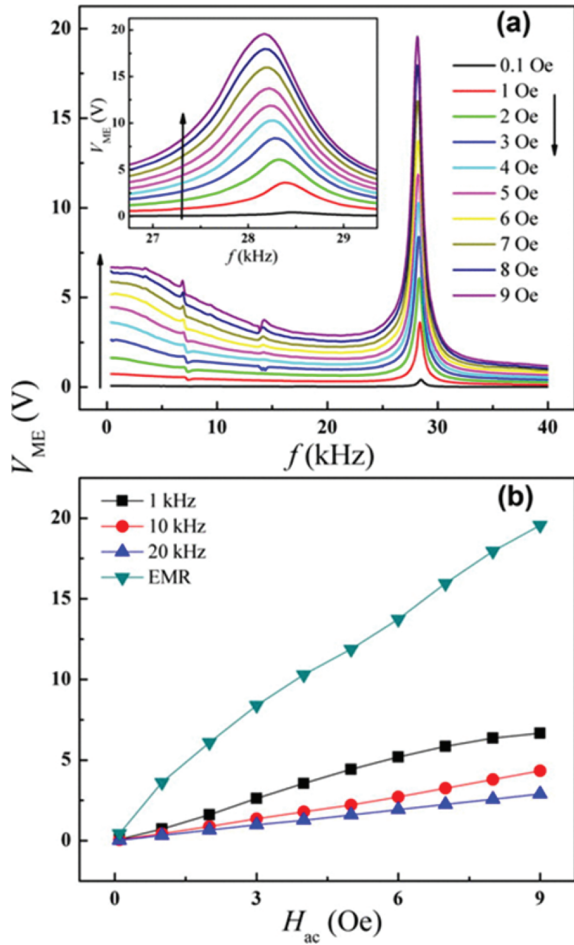 (a)
20
15
10
5
0
V_ME (V)
20
15
10
5
0
27 28 29
f (kHz)
0.1 Oe
1 Oe
2 Oe
3 Oe
4 Oe
5 Oe
6 Oe
7 Oe
8 Oe
9 Oe
0 10 20 30 40
f (kHz)
V_ME (V)
(b)
1 kHz
10 kHz
20 kHz
EMR
20
15
10
5
0
0 3 6 9
H_ac (Oe)